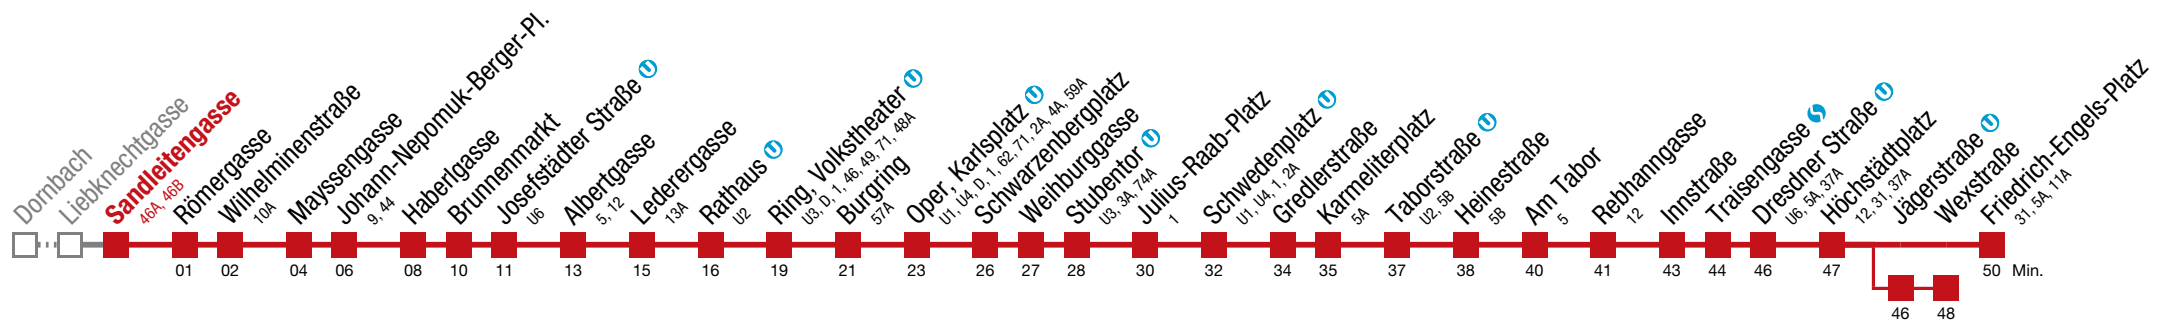 Dornbach
Liebknechtgasse
Sandleitengasse
46A, 46B
Römergasse
Wilhelminenstraße
10A
Mayssengasse
Johann-Nepomuk-Berger-Pl.
9, 44
Haberlgasse
Brunnenmarkt
Josefstädter Straße U
U6
Albertgasse
5, 12
Lederergasse
13A
Rathaus U
U2
Ring, Volkstheater U
U3, D, 1, 46, 49, 71, 48A
Burgring
57A
Oper, Karlsplatz U
U1, U4, D, 1, 62, 71, 2A, 4A, 59A
Schwarzenbergplatz
Weihburggasse
Stubentor U
U3, 3A, 74A
Julius-Raab-Platz
1
Schwedenplatz U
U1, U4, 1, 2A
Gredlerstraße
Karmeliterplatz
5A
Taborstraße U
U2, 5B
Heinestraße
5B
Am Tabor
5
Rebhanngasse
12
Innstraße
Traisengasse S
Dresdner Straße U
U6, 5A, 37A
Höchstädtplatz
12, 31, 37A
Jägerstraße U
Wexstraße
Friedrich-Engels-Platz
31, 5A, 11A
01 02 04 06 08 10 11 13 15 16 19 21 23 26 27 28 30 32 34 35 37 38 40 41 43 44 46 47 50 Min.
46 48